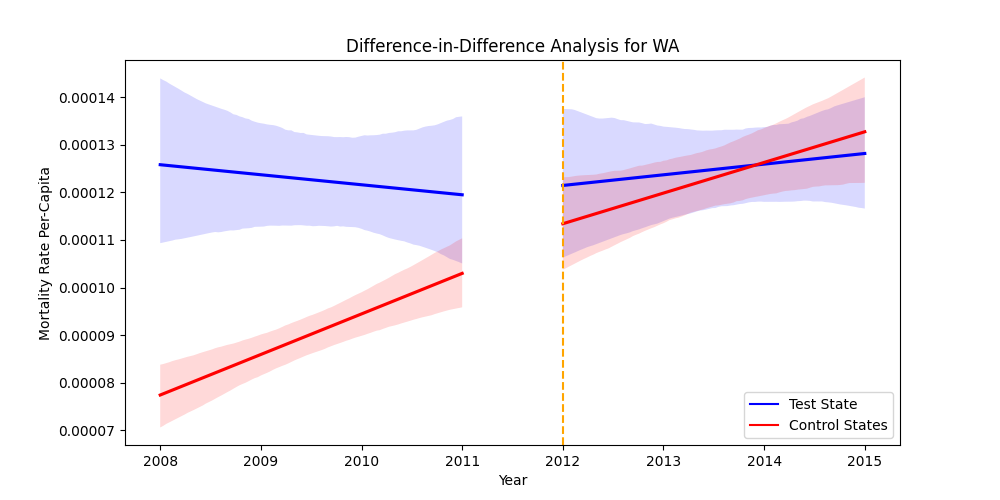 Difference-in-Difference Analysis for WA
Mortality Rate Per-Capita
0.00014
0.00013
0.00012
0.00011
0.00010
0.00009
0.00008
0.00007
2008 2009 2010 2011 2012 2013 2014 2015
Year
Test State
Control States